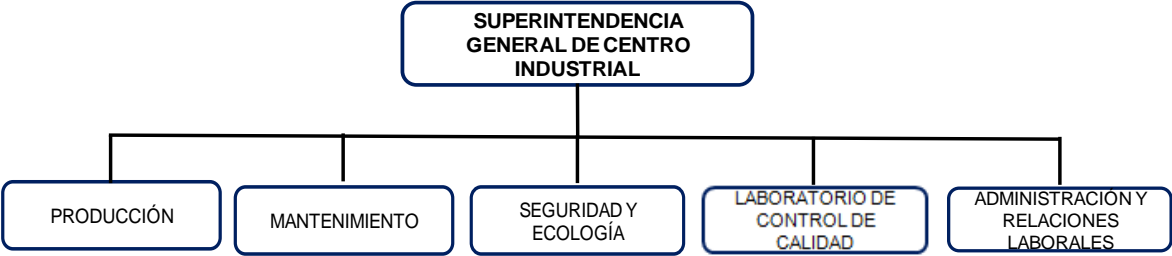 SUPERINTENDENCIA
GENERAL DE CENTRO
INDUSTRIAL
PRODUCCIÓN
MANTENIMIENTO
SEGURIDAD Y
ECOLOGÍA
LABORATORIO DE
CONTROL DE
CALIDAD
ADMINISTRACIÓN Y
RELACIONES
LABORALES